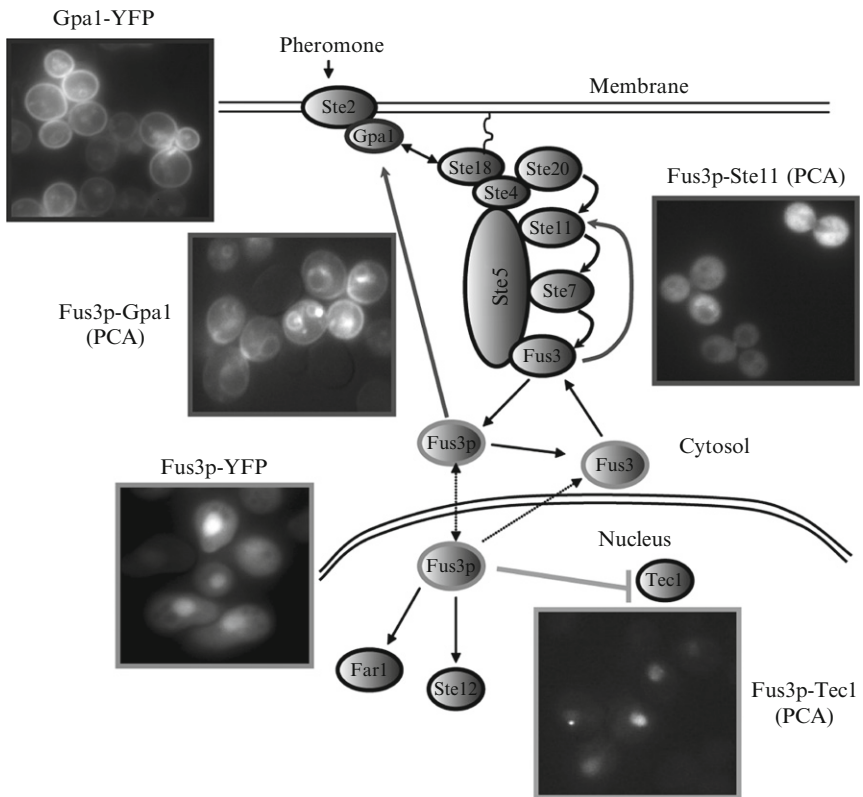 Gpa1-YFP
Pheromone
Membrane
Ste2
Gpa1
Ste18
Ste20
Ste4
Fus3p-Ste11 (PCA)
Ste11
Ste5
Ste7
Fus3p-Gpa1
(PCA)
Fus3
Fus3p
Fus3
Cytosol
Fus3p-YFP
Nucleus
Fus3p
Tec1
Far1
Ste12
Fus3p-Tec1
(PCA)